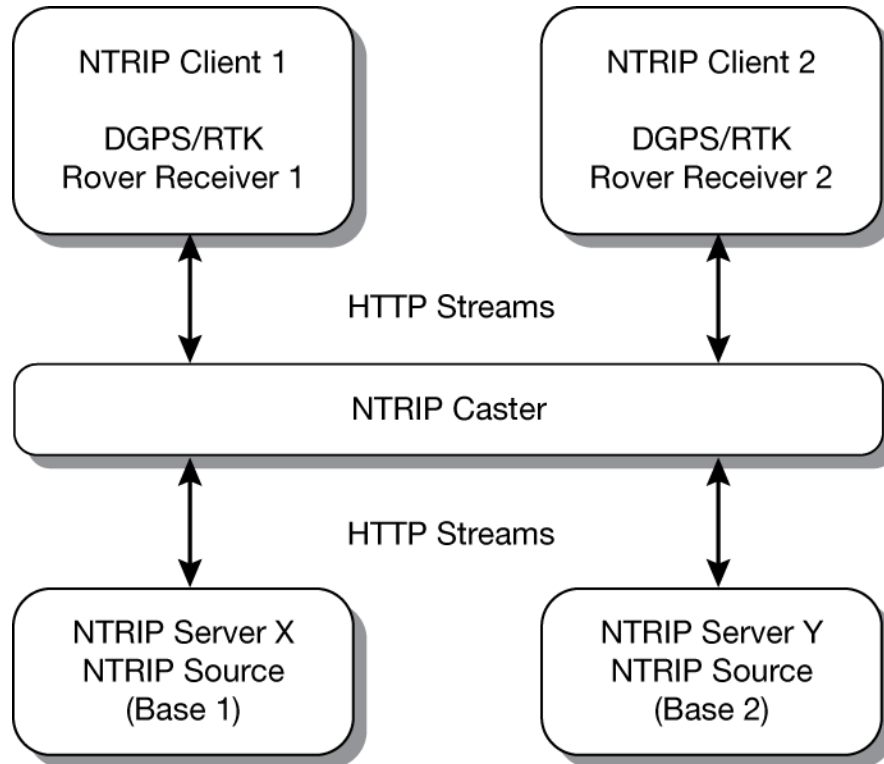 NTRIP Client 1
DGPS/RTK
Rover Receiver 1
NTRIP Client 2
DGPS/RTK
Rover Receiver 2
HTTP Streams
NTRIP Caster
HTTP Streams
NTRIP Server X
NTRIP Source
(Base 1)
NTRIP Server Y
NTRIP Source
(Base 2)